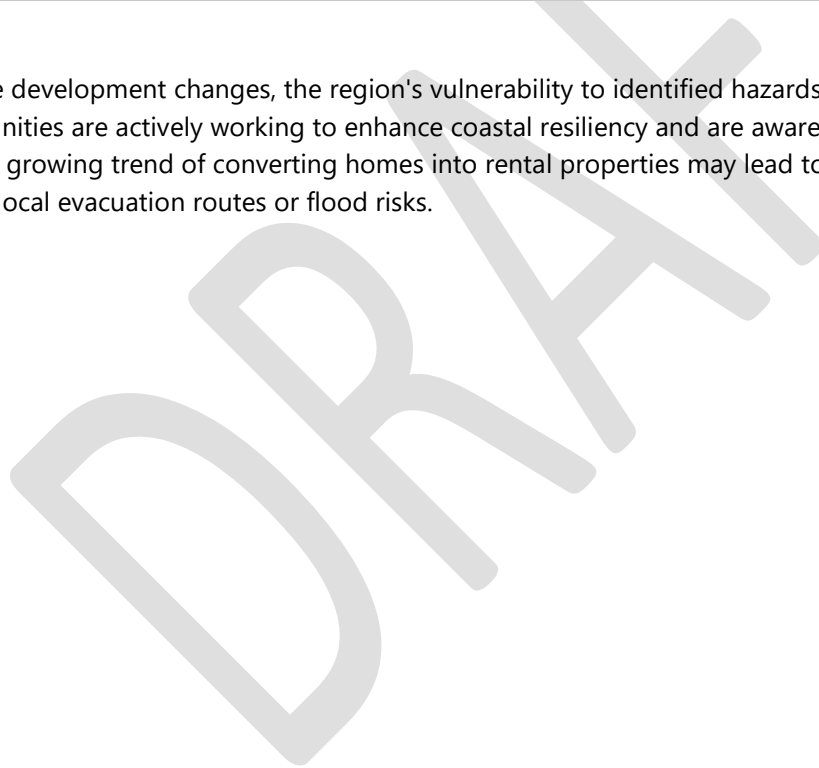 e development changes, the region's vulnerability to identified hazards
nities are actively working to enhance coastal resiliency and are aware
growing trend of converting homes into rental properties may lead to
ocal evacuation routes or flood risks.
DRAF